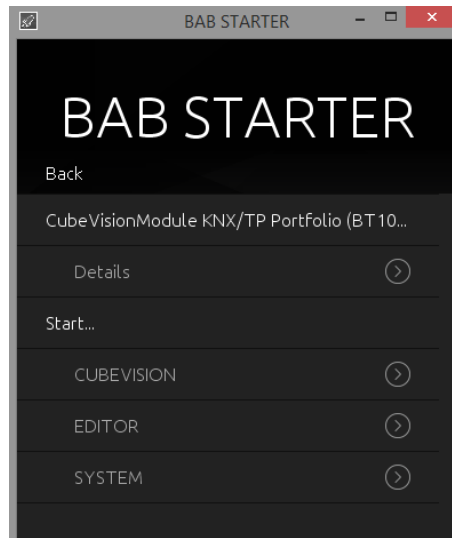 BAB STARTER
BAB STARTER
Back
CubeVisionModule KNX/TP Portfolio (BT10...
Details
Start...
CUBEVISION
EDITOR
SYSTEM